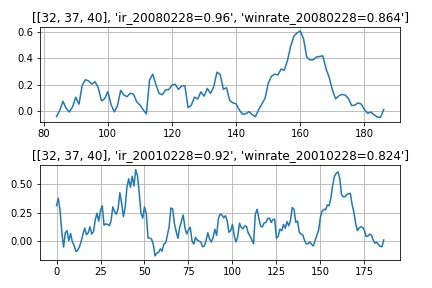 [[32, 37, 40], 'ir_20080228=0.96', 'winrate_20080228=0.864']
0.6
0.4
0.2
0.0
80 100 120 140 160 180
[[32, 37, 40], 'ir_20010228=0.92', 'winrate_20010228=0.824']
0.50
0.25
0.00
0 25 50 75 100 125 150 175